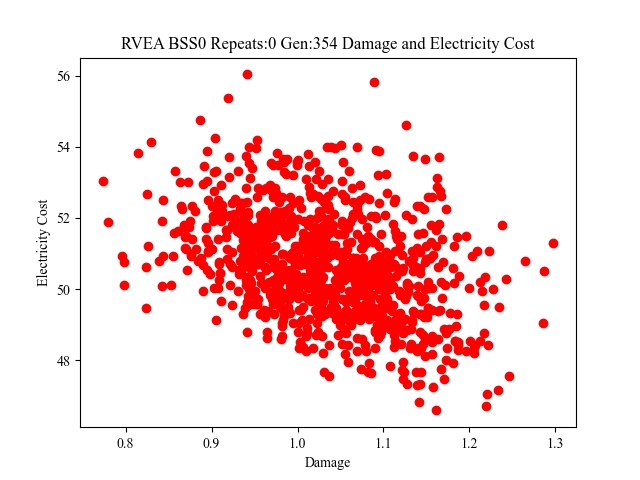 RVEA BSS0 Repeats:0 Gen:354 Damage and Electricity Cost
56
54
52
50
48
Electricity Cost
0.8 0.9 1.0 1.1 1.2 1.3
Damage